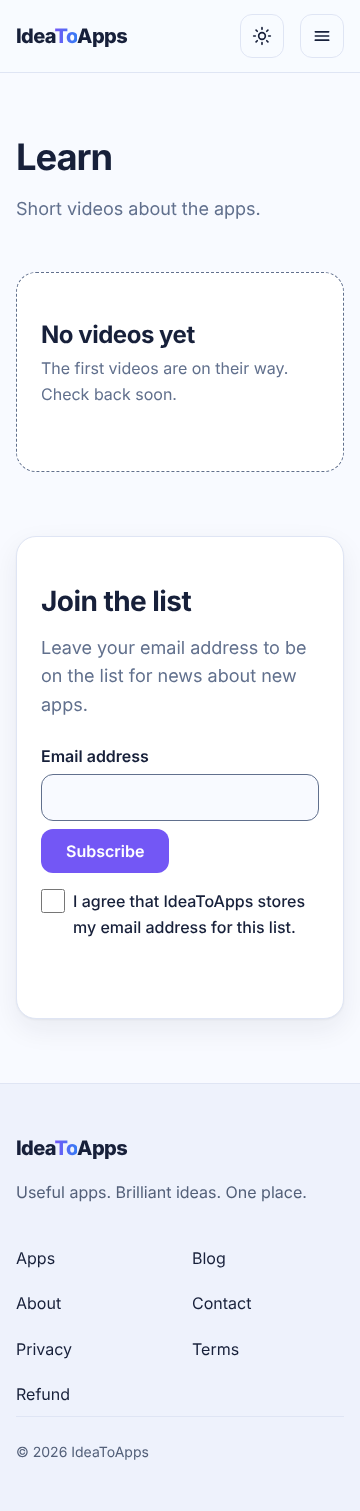 IdeaToApps
Learn
Short videos about the apps.
No videos yet
The first videos are on their way.
Check back soon.
Join the list
Leave your email address to be
on the list for news about new
apps.
Email address
Subscribe
I agree that IdeaToApps stores
my email address for this list.
IdeaToApps
Useful apps. Brilliant ideas. One place.
Apps
Blog
About
Contact
Privacy
Terms
Refund
© 2026 IdeaToApps